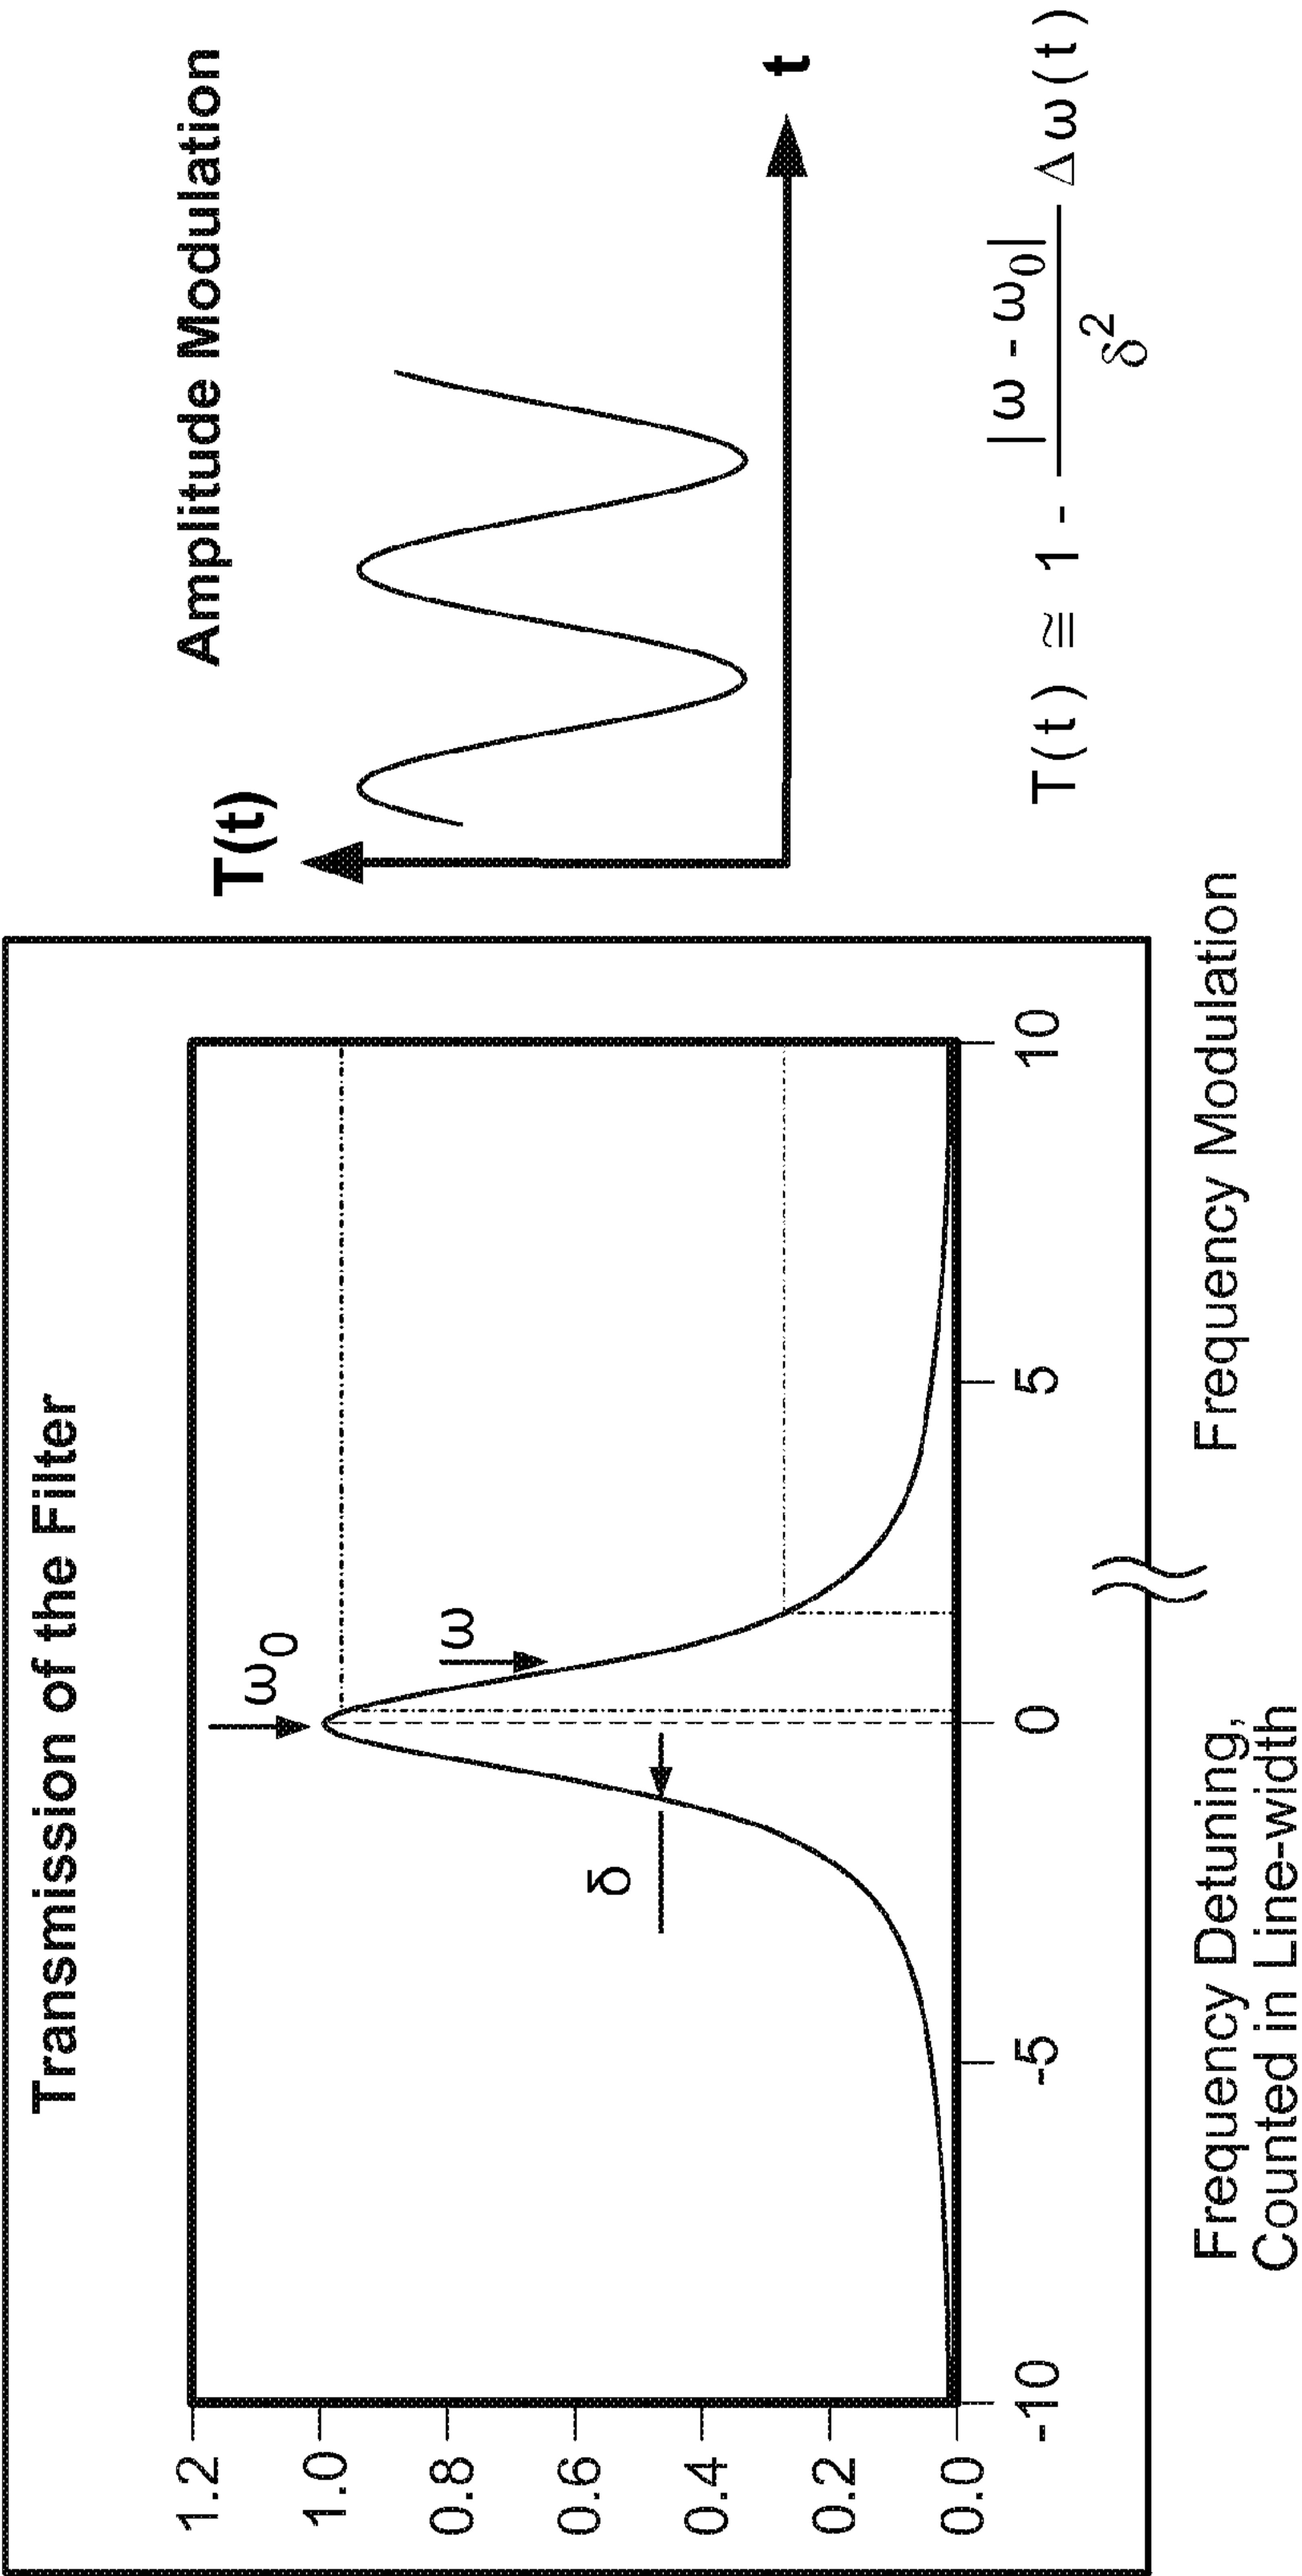 Transmission of the Filter
1.2
1.0
0.8
0.6
0.4
0.2
0.0
-10
-5
0
5
10
ω0
ω
δ
Frequency Detuning,
Counted in Line-width
Frequency Modulation
Amplitude Modulation
T(t)
t
T(t) ≅ 1 - |ω - ω0| / δ² Δω(t)